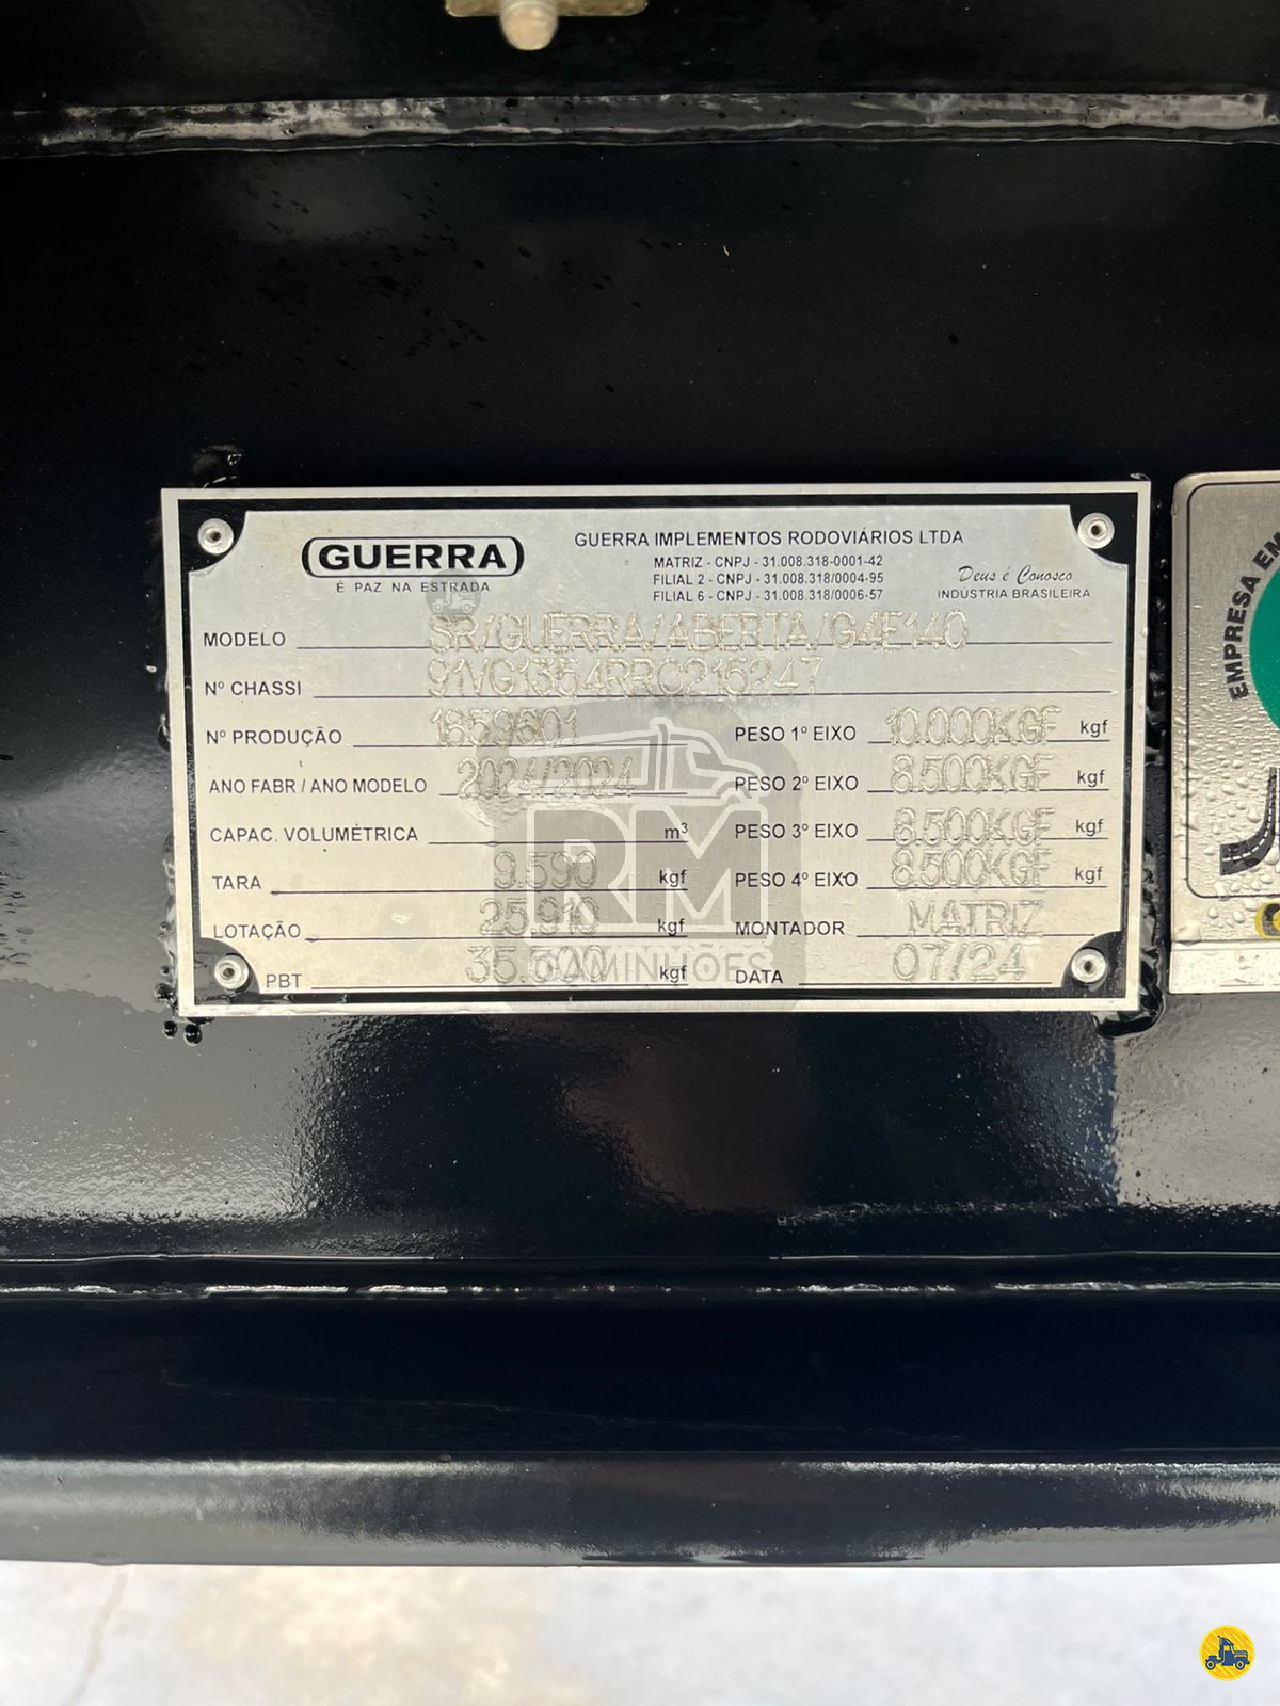 GUERRA
É PAZ NA ESTRADA
GUERRA IMPLEMENTOS RODOVIÁRIOS LTDA
MATRIZ - CNPJ - 31.008.318-0001-42
FILIAL 2 - CNPJ - 31.008.318/0004-95
FILIAL 6 - CNPJ - 31.008.318/0006-57
Deus é Conosco
INDÚSTRIA BRASILEIRA
MODELO SR/GUERRA/ABERTA/G4E140
Nº CHASSI 91VG1354RRC215247
Nº PRODUÇÃO 1659601
ANO FABR / ANO MODELO 2024/2024
CAPAC. VOLUMÉTRICA m³
TARA 9.590 kgf
LOTAÇÃO 25.910 kgf
PBT 35.500 kgf
PESO 1º EIXO 10.000KGF kgf
PESO 2º EIXO 8.500KGF kgf
PESO 3º EIXO 8.500KGF kgf
PESO 4º EIXO 8.500KGF kgf
MONTADOR MATRIZ
DATA 07/24
RM
CAMINHÕES
EMPRESA EM